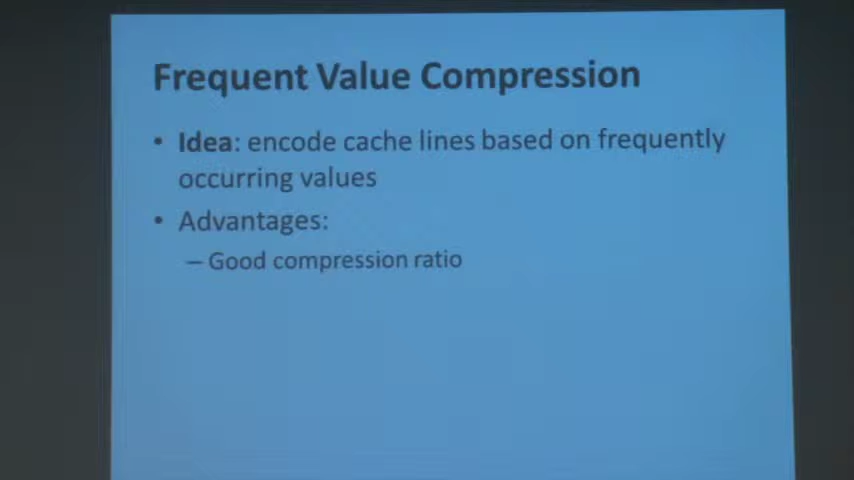 Frequent Value Compression
• Idea: encode cache lines based on frequently
occurring values
• Advantages:
– Good compression ratio